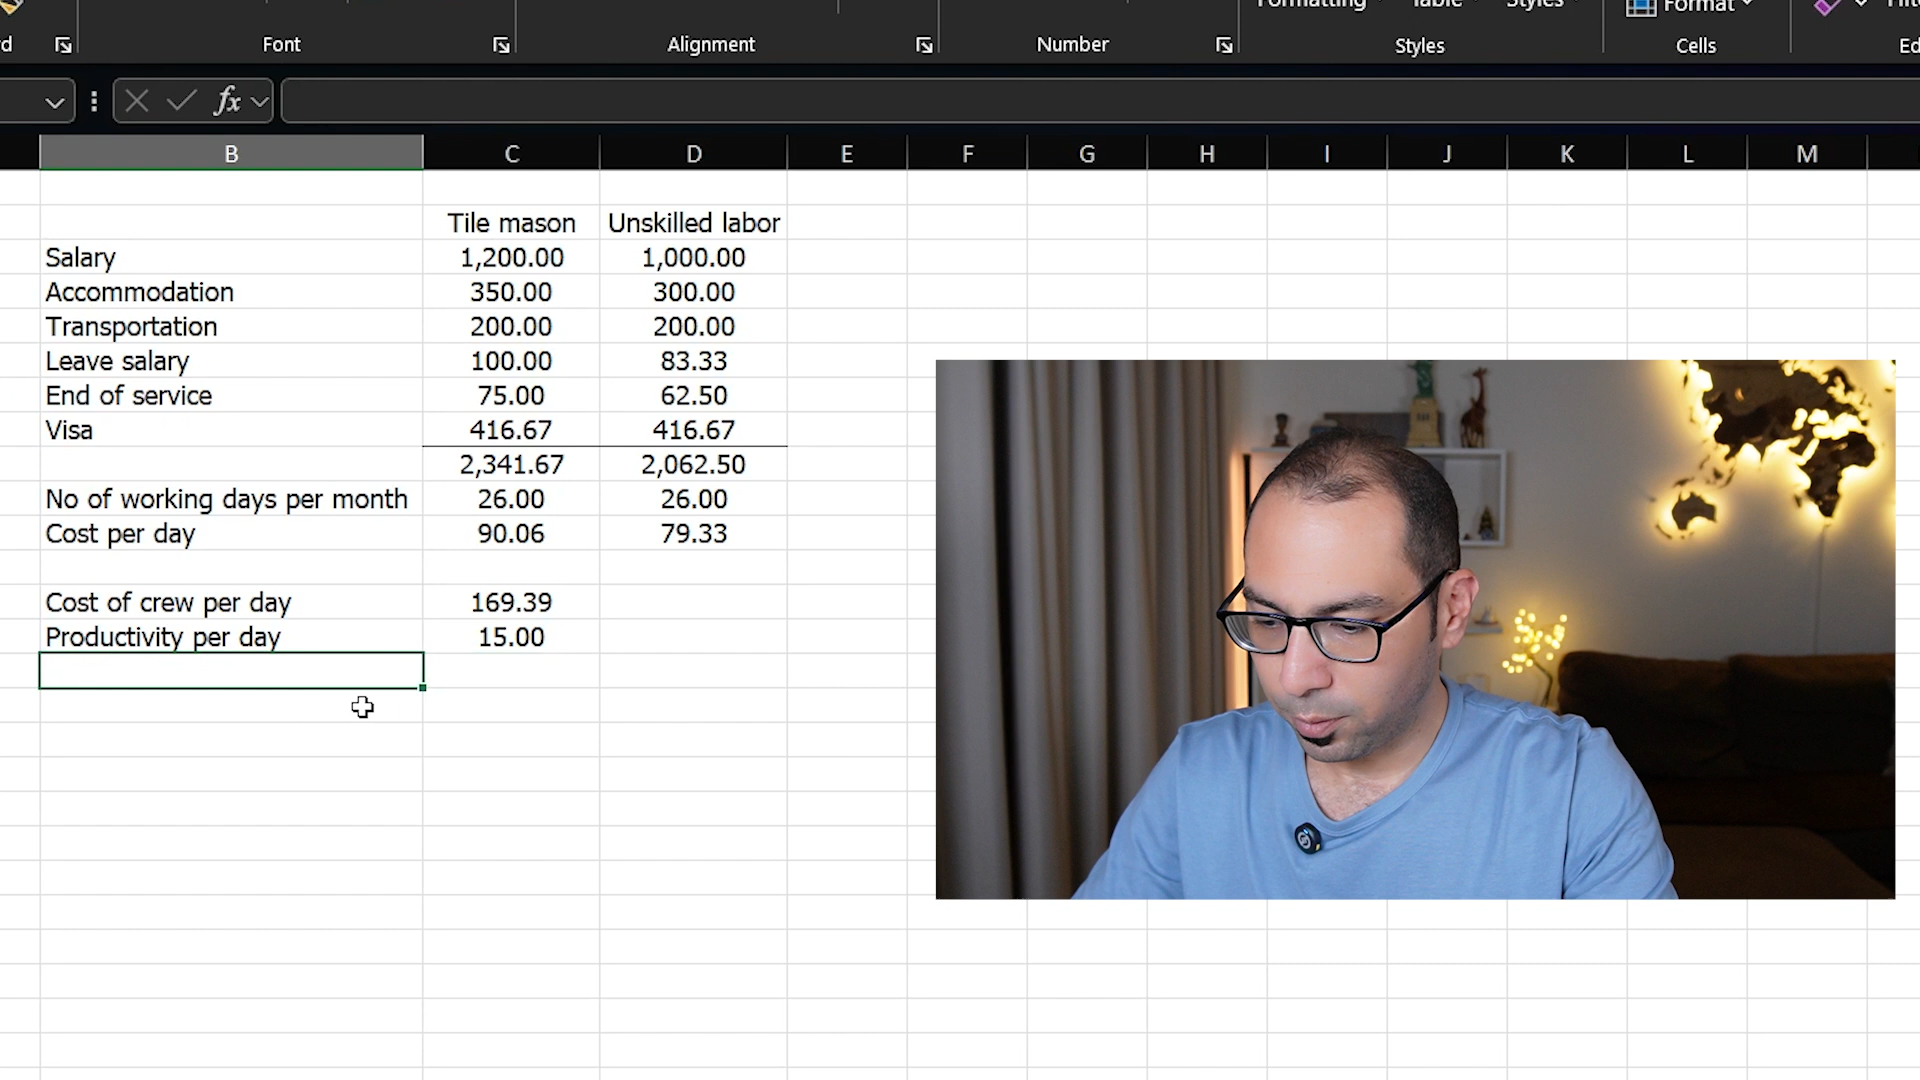 Formatting Table Styles Format
Font Alignment Number Styles Cells
fx
B C D E F G H I J K L M
Tile mason Unskilled labor
Salary 1,200.00 1,000.00
Accommodation 350.00 300.00
Transportation 200.00 200.00
Leave salary 100.00 83.33
End of service 75.00 62.50
Visa 416.67 416.67
2,341.67 2,062.50
No of working days per month 26.00 26.00
Cost per day 90.06 79.33
Cost of crew per day 169.39
Productivity per day 15.00